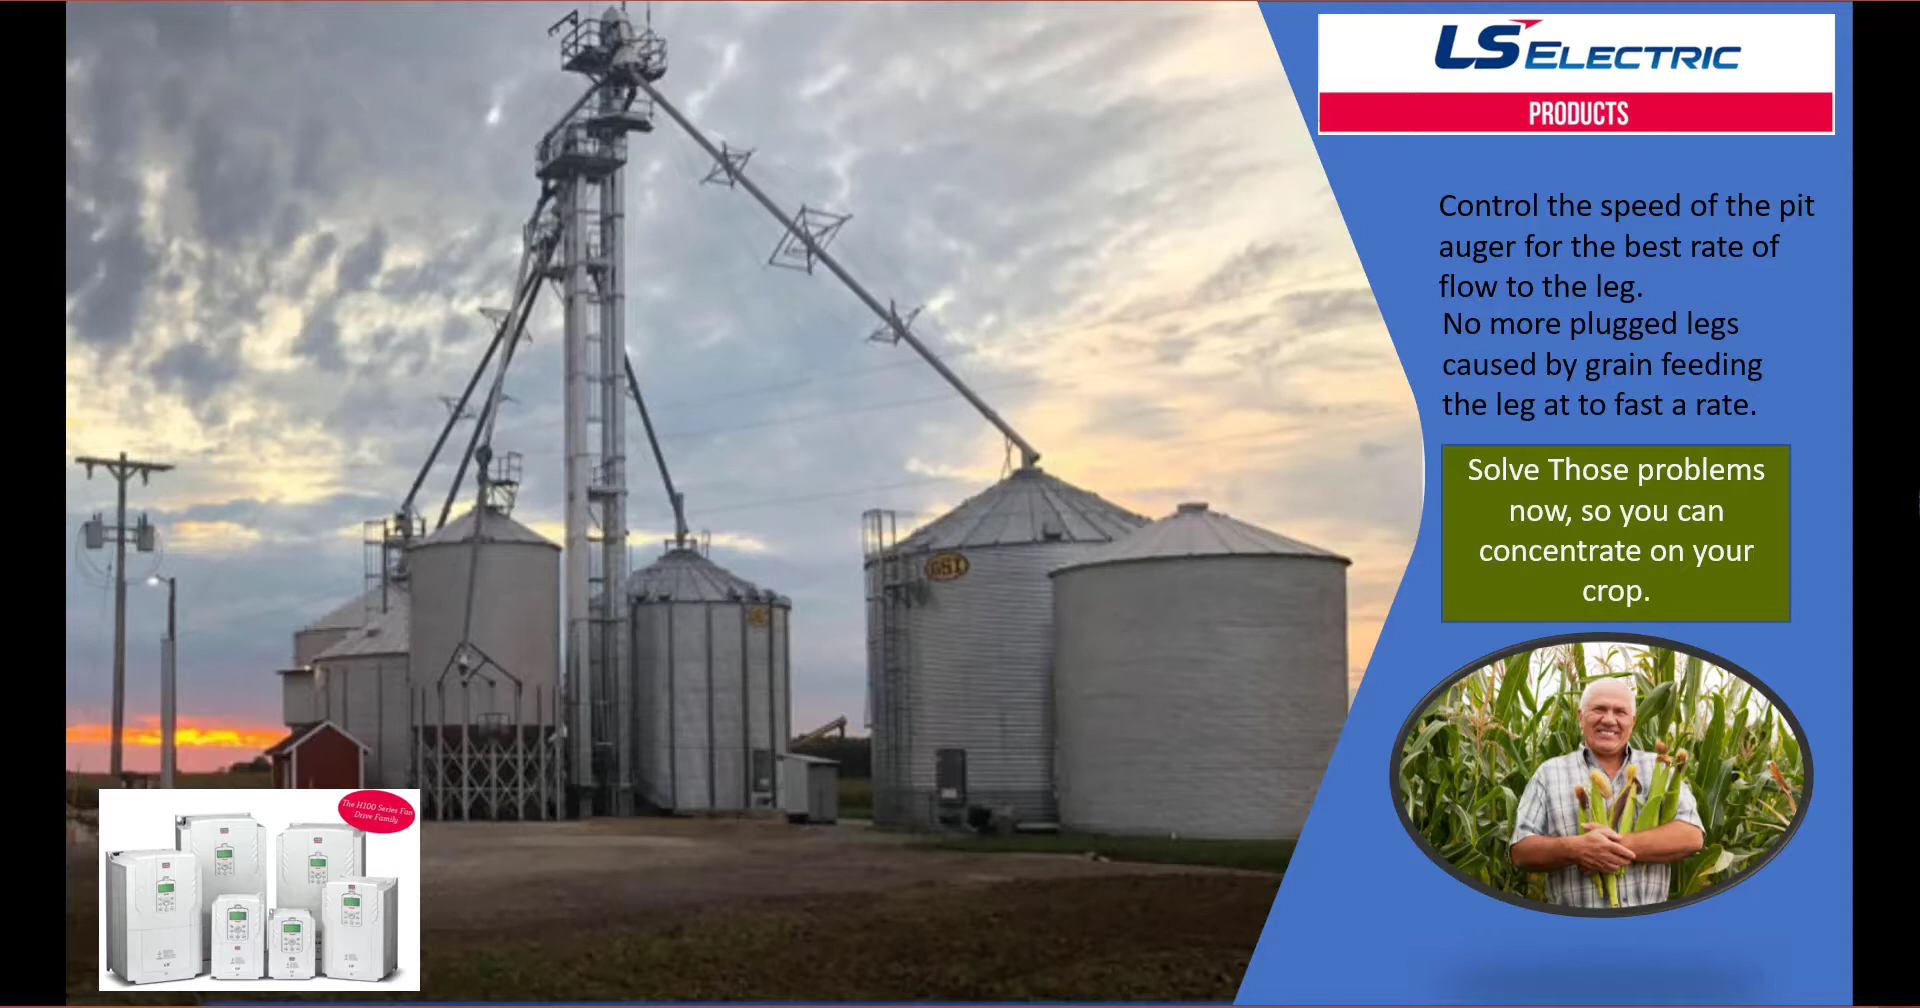 LS ELECTRIC
PRODUCTS
Control the speed of the pit
auger for the best rate of
flow to the leg.
No more plugged legs
caused by grain feeding
the leg at to fast a rate.
Solve Those problems
now, so you can
concentrate on your
crop.
GSI
The H100 Series Fan
Drive Family